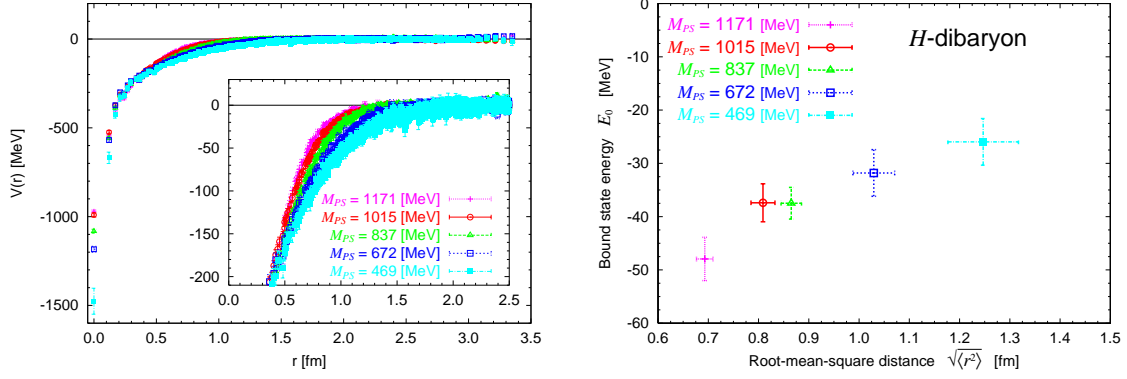 V(r) [MeV]
0
-500
-1000
-1500
0.0 0.5 1.0 1.5 2.0 2.5 3.0 3.5
r [fm]
0
-50
-100
-150
-200
0.0 0.5 1.0 1.5 2.0 2.5
M_PS = 1171 [MeV]
M_PS = 1015 [MeV]
M_PS = 837 [MeV]
M_PS = 672 [MeV]
M_PS = 469 [MeV]
Bound state energy E_0 [MeV]
0
-10
-20
-30
-40
-50
-60
0.6 0.7 0.8 0.9 1.0 1.1 1.2 1.3 1.4 1.5
Root-mean-square distance √⟨r²⟩ [fm]
M_PS = 1171 [MeV]
M_PS = 1015 [MeV]
M_PS = 837 [MeV]
M_PS = 672 [MeV]
M_PS = 469 [MeV]
H-dibaryon